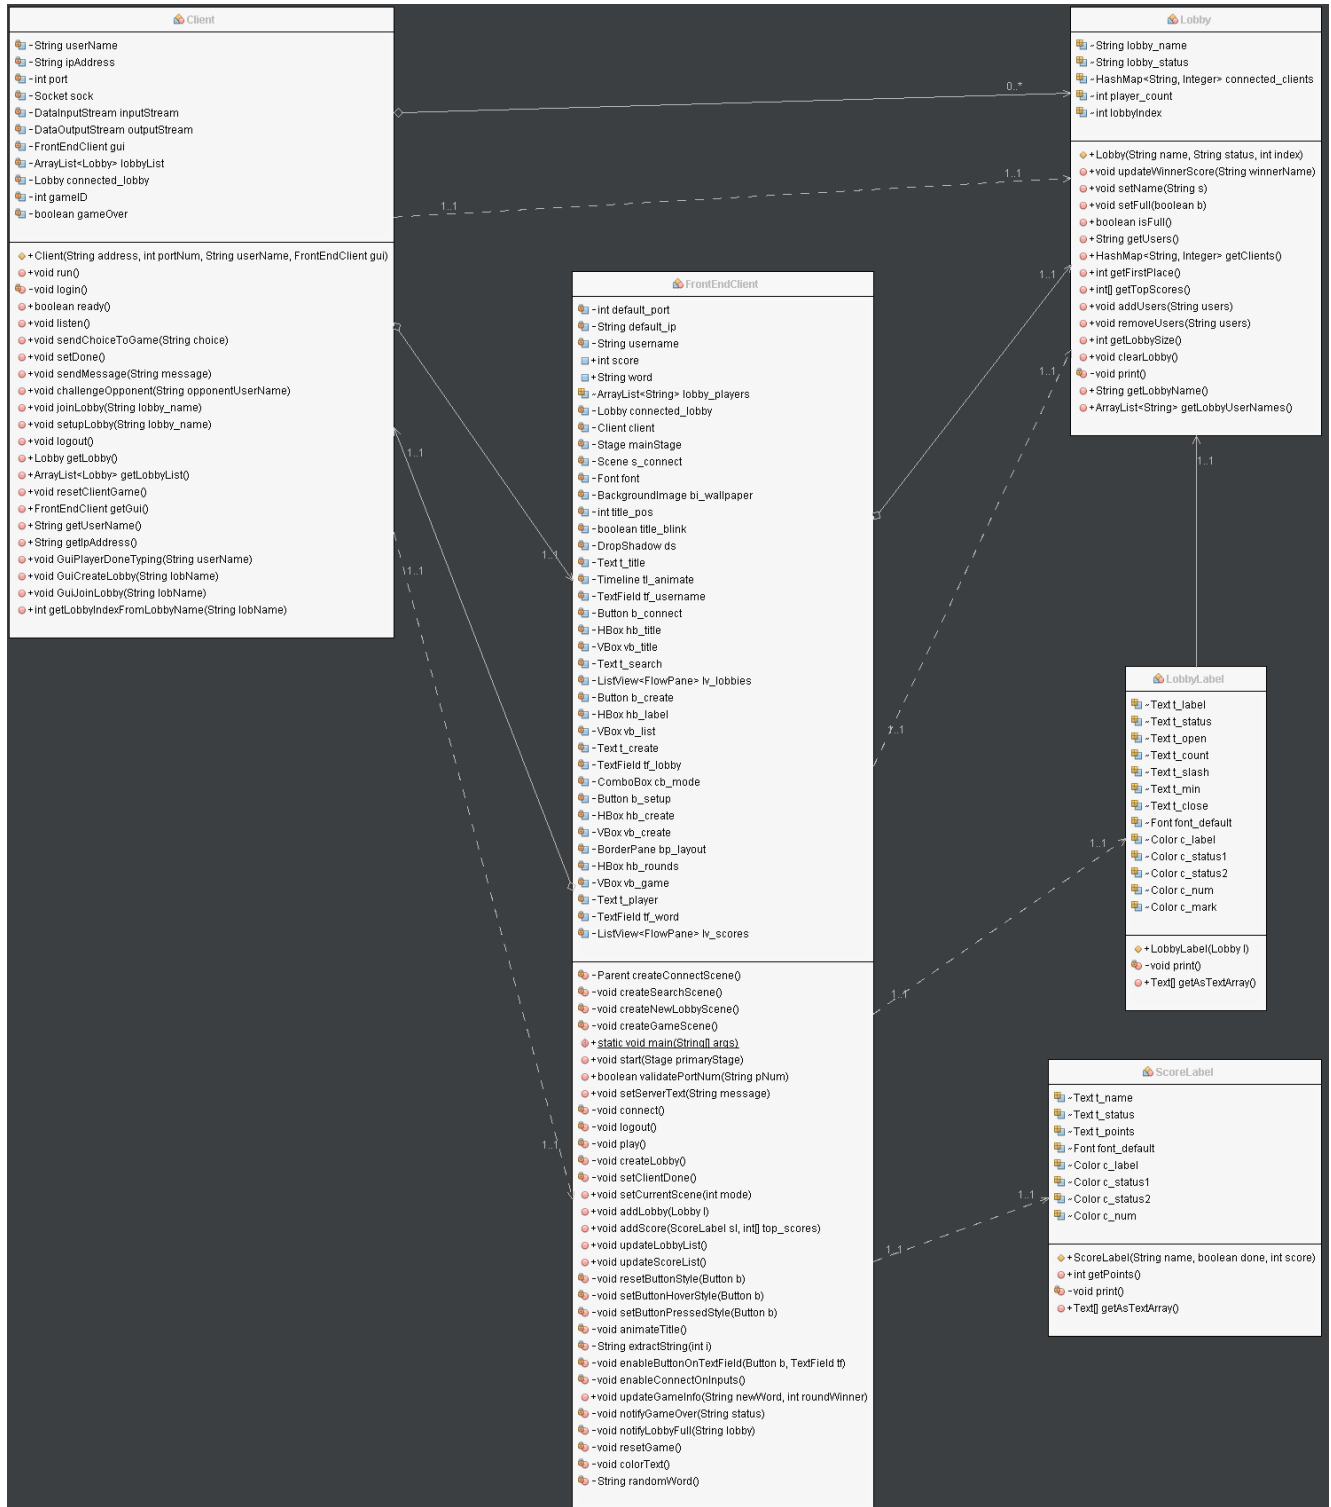 Client
-String userName
-String ipAddress
-int port
-Socket sock
-DataInputStream inputStream
-DataOutputStream outputStream
-FrontEndClient gui
-ArrayList<Lobby> lobbyList
-Lobby connected_lobby
-int gameID
-boolean gameOver
+Client(String address, int portNum, String userName, FrontEndClient gui)
+void run()
-void login()
+boolean ready()
+void listen()
+void sendChoiceToGame(String choice)
+void setDone()
+void sendMessage(String message)
+void challengeOpponent(String opponentUserName)
+void joinLobby(String lobby_name)
+void setupLobby(String lobby_name)
+void logout()
+Lobby getLobby()
+ArrayList<Lobby> getLobbyList()
+void resetClientGame()
+FrontEndClient getGui()
+String getUserName()
+String getIpAddress()
+void GuiPlayerDoneTyping(String userName)
+void GuiCreateLobby(String lobName)
+void GuiJoinLobby(String lobName)
+int getLobbyIndexFromLobbyName(String lobName)
0..*
1..1
1..1
1..1
1..1
1..1
1..1
1..1
FrontEndClient
-int default_port
-String default_ip
-String username
+int score
+String word
~ArrayList<String> lobby_players
-Lobby connected_lobby
-Client client
-Stage mainStage
-Scene s_connect
-Font font
-BackgroundImage bi_wallpaper
-int title_pos
-boolean title_blink
-DropShadow ds
-Text t_title
-Timeline tl_animate
-TextField tf_username
-Button b_connect
-HBox hb_title
-VBox vb_title
-Text t_search
-ListView<FlowPane> lv_lobbies
-Button b_create
-HBox hb_label
-VBox vb_list
-Text t_create
-TextField tf_lobby
-ComboBox cb_mode
-Button b_setup
-HBox hb_create
-VBox vb_create
-BorderPane bp_layout
-HBox hb_rounds
-VBox vb_game
-Text t_player
-TextField tf_word
-ListView<FlowPane> lv_scores
-Parent createConnectScene()
-void createSearchScene()
-void createNewLobbyScene()
-void createGameScene()
+static void main(String[] args)
+void start(Stage primaryStage)
+boolean validatePortNum(String pNum)
+void setServerText(String message)
-void connect()
-void logout()
-void play()
-void createLobby()
-void setClientDone()
+void setCurrentScene(int mode)
+void addLobby(Lobby l)
+void addScore(ScoreLabel sl, int[] top_scores)
+void updateLobbyList()
+void updateScoreList()
-void resetButtonStyle(Button b)
-void setButtonHoverStyle(Button b)
-void setButtonPressedStyle(Button b)
-void animateTitle()
-String extractString(int i)
-void enableButtonOnTextField(Button b, TextField tf)
-void enableConnectOnInputs()
+void updateGameInfo(String newWord, int roundWinner)
-void notifyGameOver(String status)
-void notifyLobbyFull(String lobby)
-void resetGame()
-void colorText()
-String randomWord()
1..1
1..1
1..1
1..1
1..1
1..1
1..1
1..1
Lobby
~String lobby_name
~String lobby_status
~HashMap<String, Integer> connected_clients
~int player_count
~int lobbyIndex
+Lobby(String name, String status, int index)
+void updateWinnerScore(String winnerName)
+void setName(String s)
+void setFull(boolean b)
+boolean isFull()
+String getUsers()
+HashMap<String, Integer> getClients()
+int getFirstPlace()
+int[] getTopScores()
+void addUsers(String users)
+void removeUsers(String users)
+int getLobbySize()
+void clearLobby()
-void print()
+String getLobbyName()
+ArrayList<String> getLobbyUserNames()
1..1
LobbyLabel
~Text t_label
~Text t_status
~Text t_open
~Text t_count
~Text t_slash
~Text t_min
~Text t_close
~Font font_default
~Color c_label
~Color c_status1
~Color c_status2
~Color c_num
~Color c_mark
+LobbyLabel(Lobby l)
-void print()
+Text[] getAsTextArray()
ScoreLabel
~Text t_name
~Text t_status
~Text t_points
~Font font_default
~Color c_label
~Color c_status1
~Color c_status2
~Color c_num
+ScoreLabel(String name, boolean done, int score)
+int getPoints()
-void print()
+Text[] getAsTextArray()